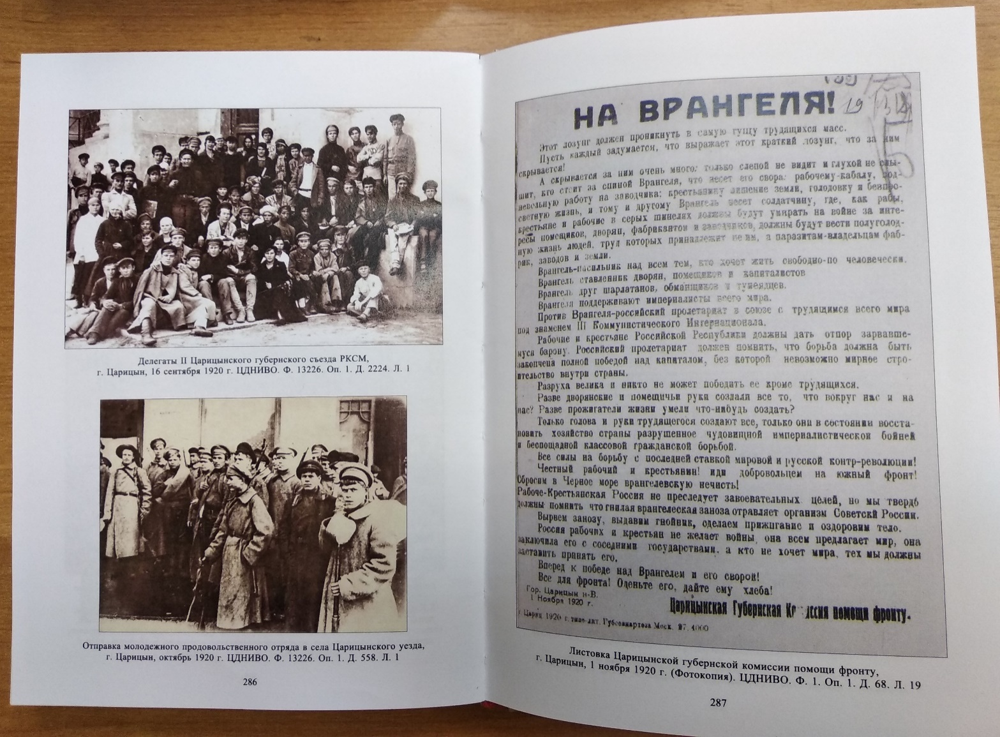 Делегаты II Царицынского губернского съезда РКСМ,
г. Царицын, 16 сентября 1920 г. ЦДНИВО. Ф. 13226. Оп. 1. Д. 2224. Л. 1
Отправка молодежного продовольственного отряда в села Царицынского уезда,
г. Царицын, октябрь 1920 г. ЦДНИВО. Ф. 13226. Оп. 1. Д. 558. Л. 1
286
НА ВРАНГЕЛЯ!
19
Этот лозунг должен проникнуть в самую гущу трудящихся масс.
Пусть каждый задумается, что выражает этот краткий лозунг, что за ним
скрывается!
А скрывается за ним очень много: только слепой не видит и глухой не слы-
шит, кто стоит за спиной Врангеля, что несет его свора: рабочему-кабалу, под-
невольную работу на заводчика: крестьянину лишение земли, голодовку и беспро-
светную жизнь, и тому и другому Врангель несет солдатчину, где, как рабы,
крестьяне и рабочие в серых шинелях должны будут умирать на войне за инте-
ресы помещиков, дворян, фабрикантом и заводчиков, должны будут вести полуголод-
ную жизнь людей, труд которых принадлежит не им, а паразитам-владельцам фаб-
рик, заводов и земли.
Врангель-насильник над всем тем, кто хочет жить свободно-по человечески.
Врангель ставленник дворян, помещиков и капиталистов
Врангель друг шарлатанов, обманщиков и тунеядцев.
Врангеля поддерживают империалисты всего мира.
Против Врангеля-российский пролетариат в союзе с трудящимся всего мира
под знаменем III Коммунистического Интернационала.
Рабочие и крестьяне Российской Республики должны дать отпор зарвавше-
муся барону. Российский пролетариат должен помнить, что борьба должна быть
закончена полной победой над капиталом, без которой невозможно мирное стро-
ительство внутри страны.
Разруха велика и никто не может победить ее кроме трудящихся.
Разве дворянские и помещичьи руки создали все то, что вокруг нас и на
нас? Разве прожигатели жизни умели что-нибудь создать?
Только голова и руки трудящегося создают все, только они в состоянии восста-
новить хозяйство страны разрушенное чудовищной империалистической бойней
и беспощадной классовой гражданской борьбой.
Все силы на борьбу с последней ставкой мировой и русской контр-революции!
Честный рабочий и крестьянин! иди добровольцем на южный фронт!
Сбросим в Черное море врангелевскую нечисть!
Рабоче-Крестьянская Россия не преследует завоевательных целей, но мы твердо
должны помнить что гнилая врангелеская заноза отравляет организм Советскй России.
Вырвем занозу, выдавим гнойник, сделаем прижигание и оздоровим тело.
Россия рабочих и крестьян не желает войны, она всем предлагает мир, она
заключила его с соседними государствами, а кто не хочет мира, тех мы должны
заставить принять его.
Вперед к победе над Врангелем и его сворой!
Все для фронта! Оденьте его, дайте ему хлеба!
Гор. Царицын н-В.
1 Ноября 1920 г.
Царицынская Губернская помощи фронту.
Цариц 1920 г. Моск. 27. 4000
Листовка Царицынской губернской комиссии помощи фронту,
г. Царицын, 1 ноября 1920 г. (Фотокопия). ЦДНИВО. Ф. 1. Оп. 1. Д. 68. Л. 19
287